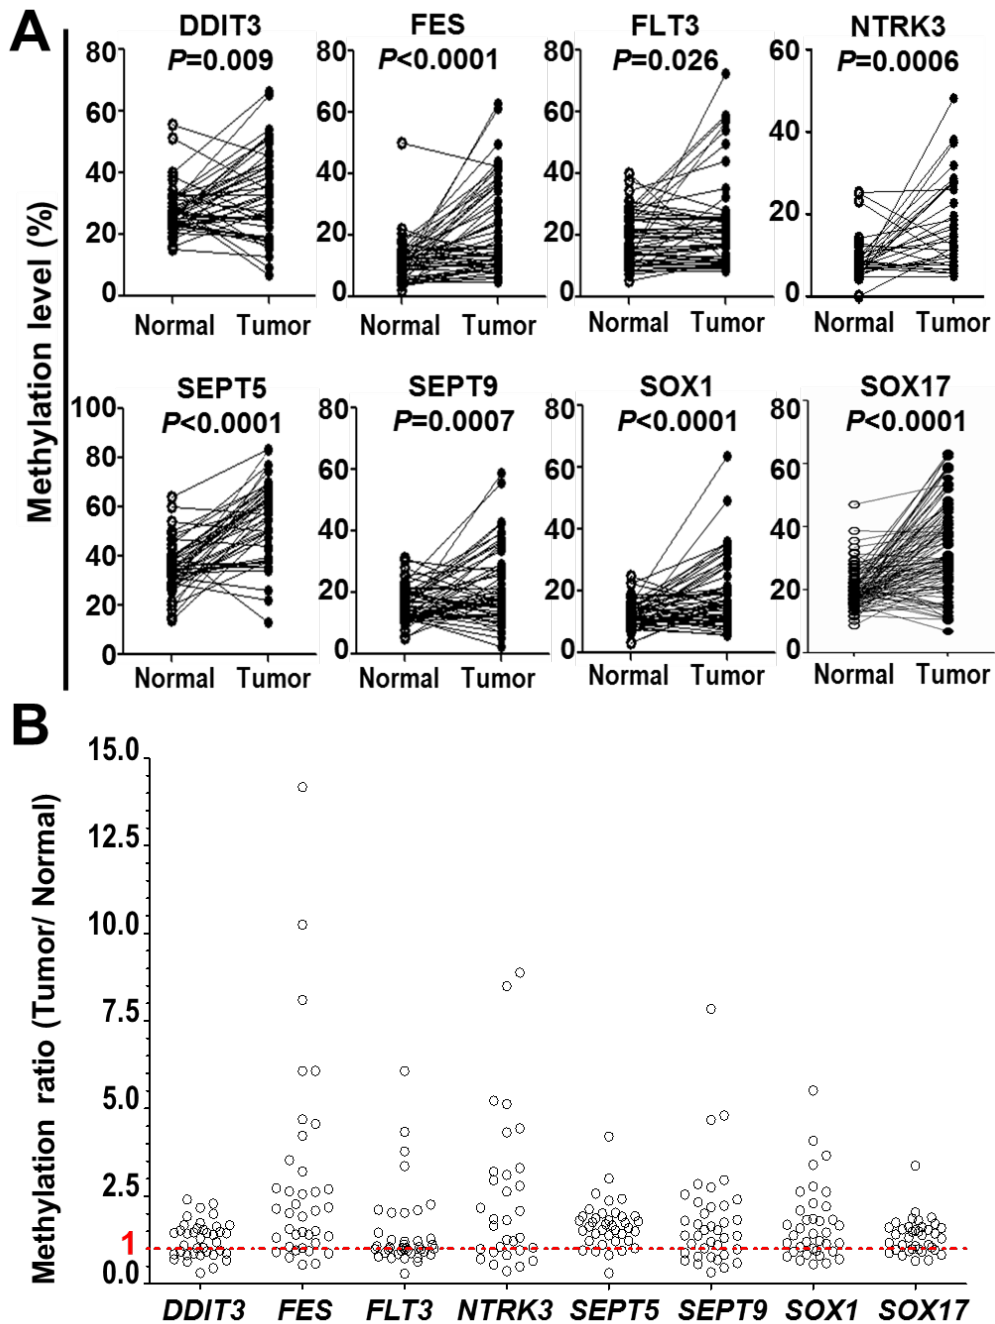 A
DDIT3 FES FLT3 NTRK3
P=0.009 P<0.0001 P=0.026 P=0.0006
Methylation level (%)
80 80 80 60
60 60 60
40 40 40 40
20 20 20 20
0 0 0 0
Normal Tumor Normal Tumor Normal Tumor Normal Tumor
SEPT5 SEPT9 SOX1 SOX17
P<0.0001 P=0.0007 P<0.0001 P<0.0001
100 80 80 80
80
60 60 60 60
40 40 40 40
20 20 20 20
0 0 0 0
Normal Tumor Normal Tumor Normal Tumor Normal Tumor
B
Methylation ratio (Tumor/ Normal)
15.0
12.5
10.0
7.5
5.0
2.5
1
0.0
DDIT3 FES FLT3 NTRK3 SEPT5 SEPT9 SOX1 SOX17